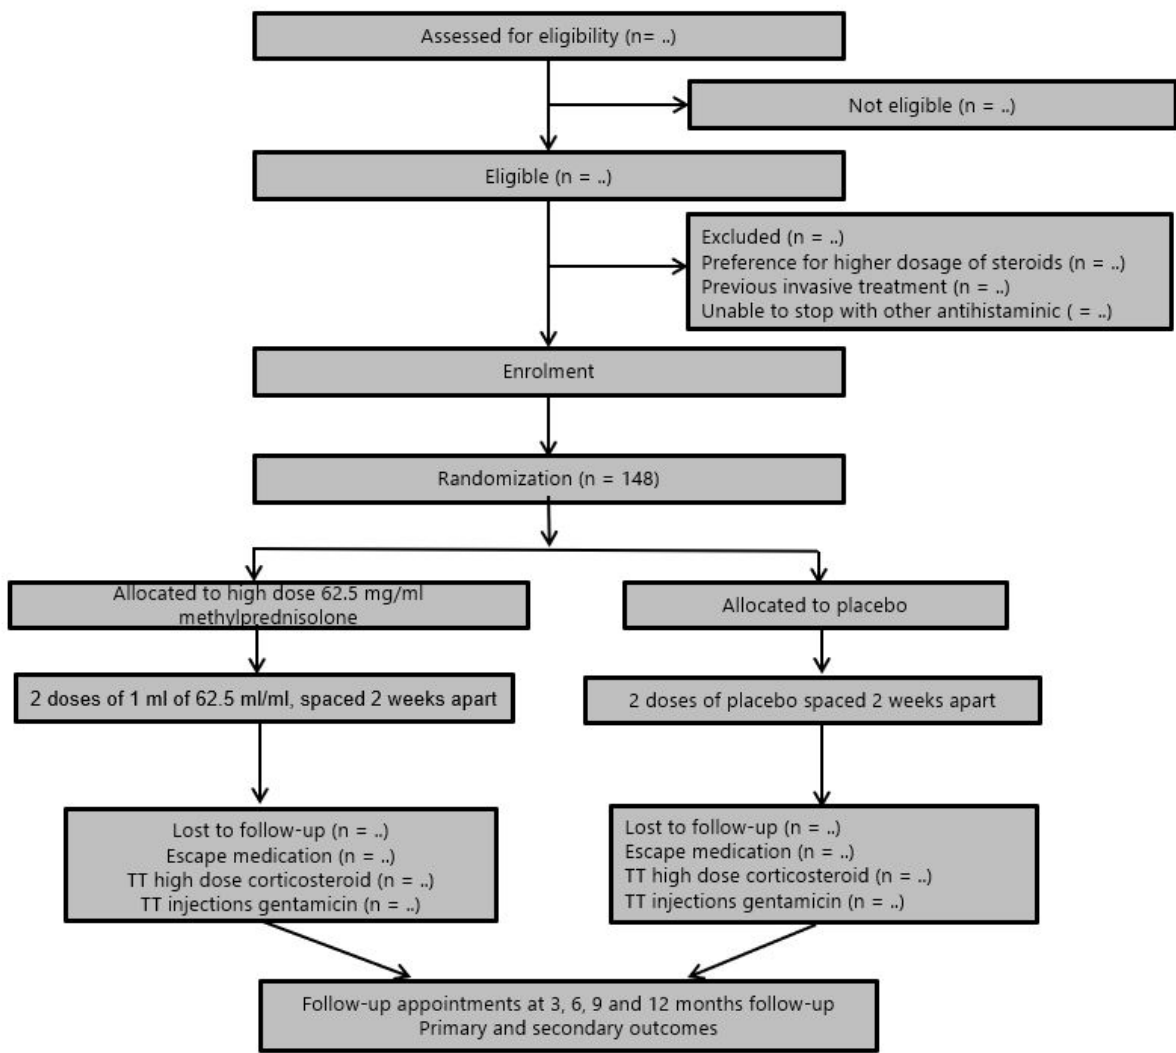 Assessed for eligibility (n= ..)
Not eligible (n = ..)
Eligible (n = ..)
Excluded (n = ..)
Preference for higher dosage of steroids (n = ..)
Previous invasive treatment (n = ..)
Unable to stop with other antihistaminic ( = ..)
Enrolment
Randomization (n = 148)
Allocated to high dose 62.5 mg/ml
methylprednisolone
Allocated to placebo
2 doses of 1 ml of 62.5 ml/ml, spaced 2 weeks apart
2 doses of placebo spaced 2 weeks apart
Lost to follow-up (n = ..)
Escape medication (n = ..)
TT high dose corticosteroid (n = ..)
TT injections gentamicin (n = ..)
Lost to follow-up (n = ..)
Escape medication (n = ..)
TT high dose corticosteroid (n = ..)
TT injections gentamicin (n = ..)
Follow-up appointments at 3, 6, 9 and 12 months follow-up
Primary and secondary outcomes